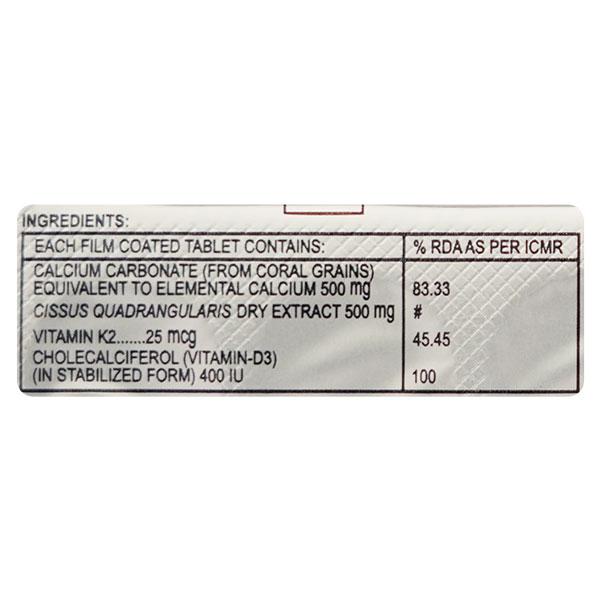 INGREDIENTS:
EACH FILM COATED TABLET CONTAINS: % RDA AS PER ICMR
CALCIUM CARBONATE (FROM CORAL GRAINS)
EQUIVALENT TO ELEMENTAL CALCIUM 500 mg 83.33
CISSUS QUADRANGULARIS DRY EXTRACT 500 mg #
VITAMIN K2.......25 mcg 45.45
CHOLECALCIFEROL (VITAMIN-D3)
(IN STABILIZED FORM) 400 IU 100